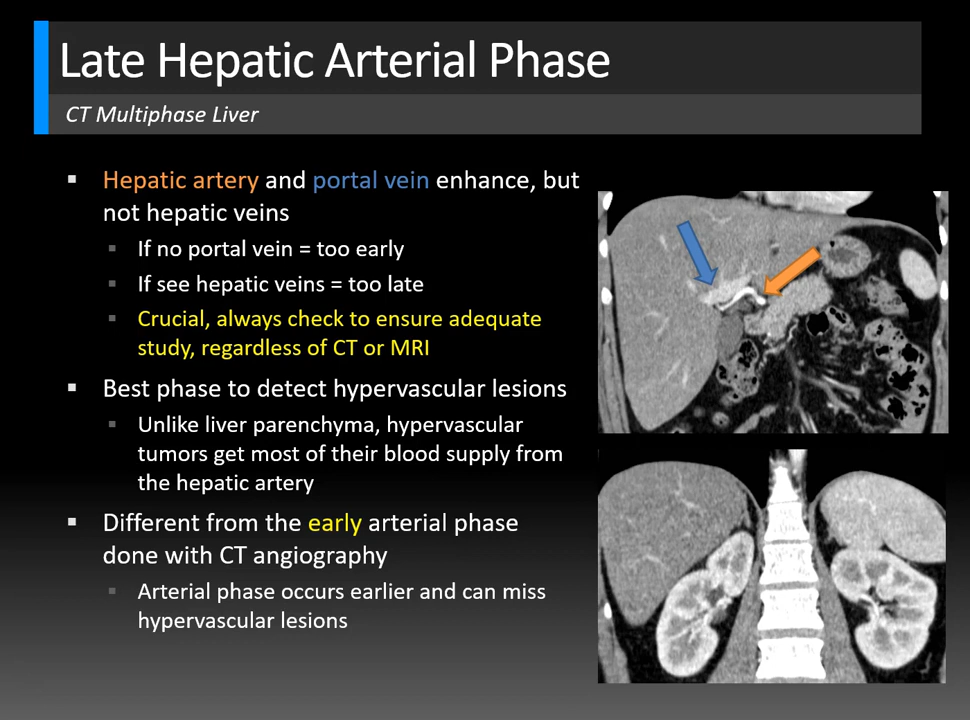 Late Hepatic Arterial Phase
CT Multiphase Liver
▪ Hepatic artery and portal vein enhance, but
not hepatic veins
▪ If no portal vein = too early
▪ If see hepatic veins = too late
▪ Crucial, always check to ensure adequate
study, regardless of CT or MRI
▪ Best phase to detect hypervascular lesions
▪ Unlike liver parenchyma, hypervascular
tumors get most of their blood supply from
the hepatic artery
▪ Different from the early arterial phase
done with CT angiography
▪ Arterial phase occurs earlier and can miss
hypervascular lesions